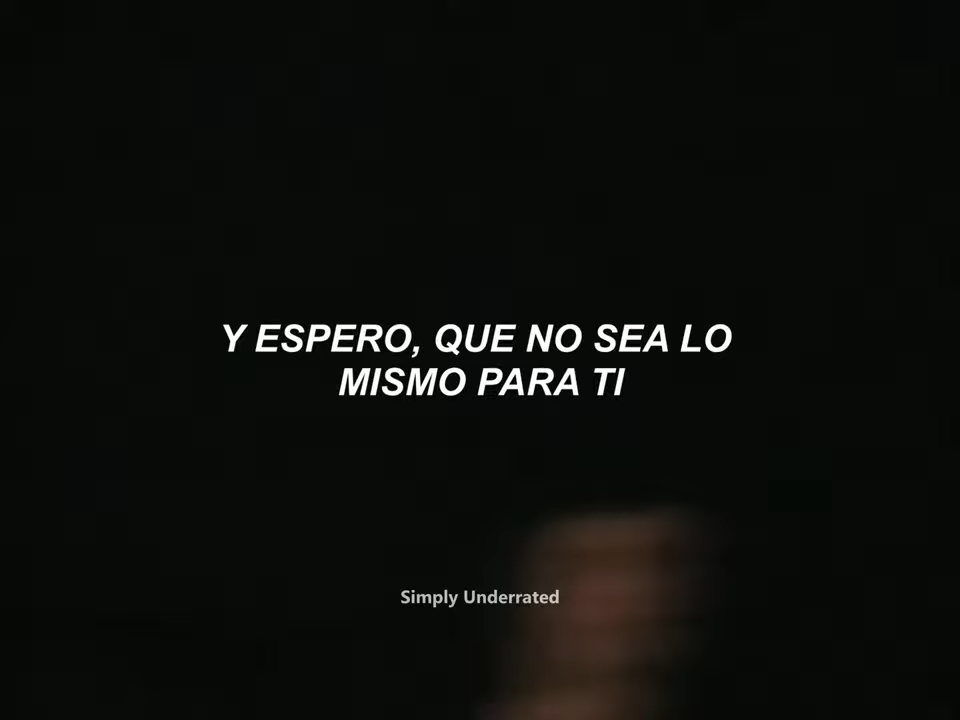 Y ESPERO, QUE NO SEA LO
MISMO PARA TI
Simply Underrated